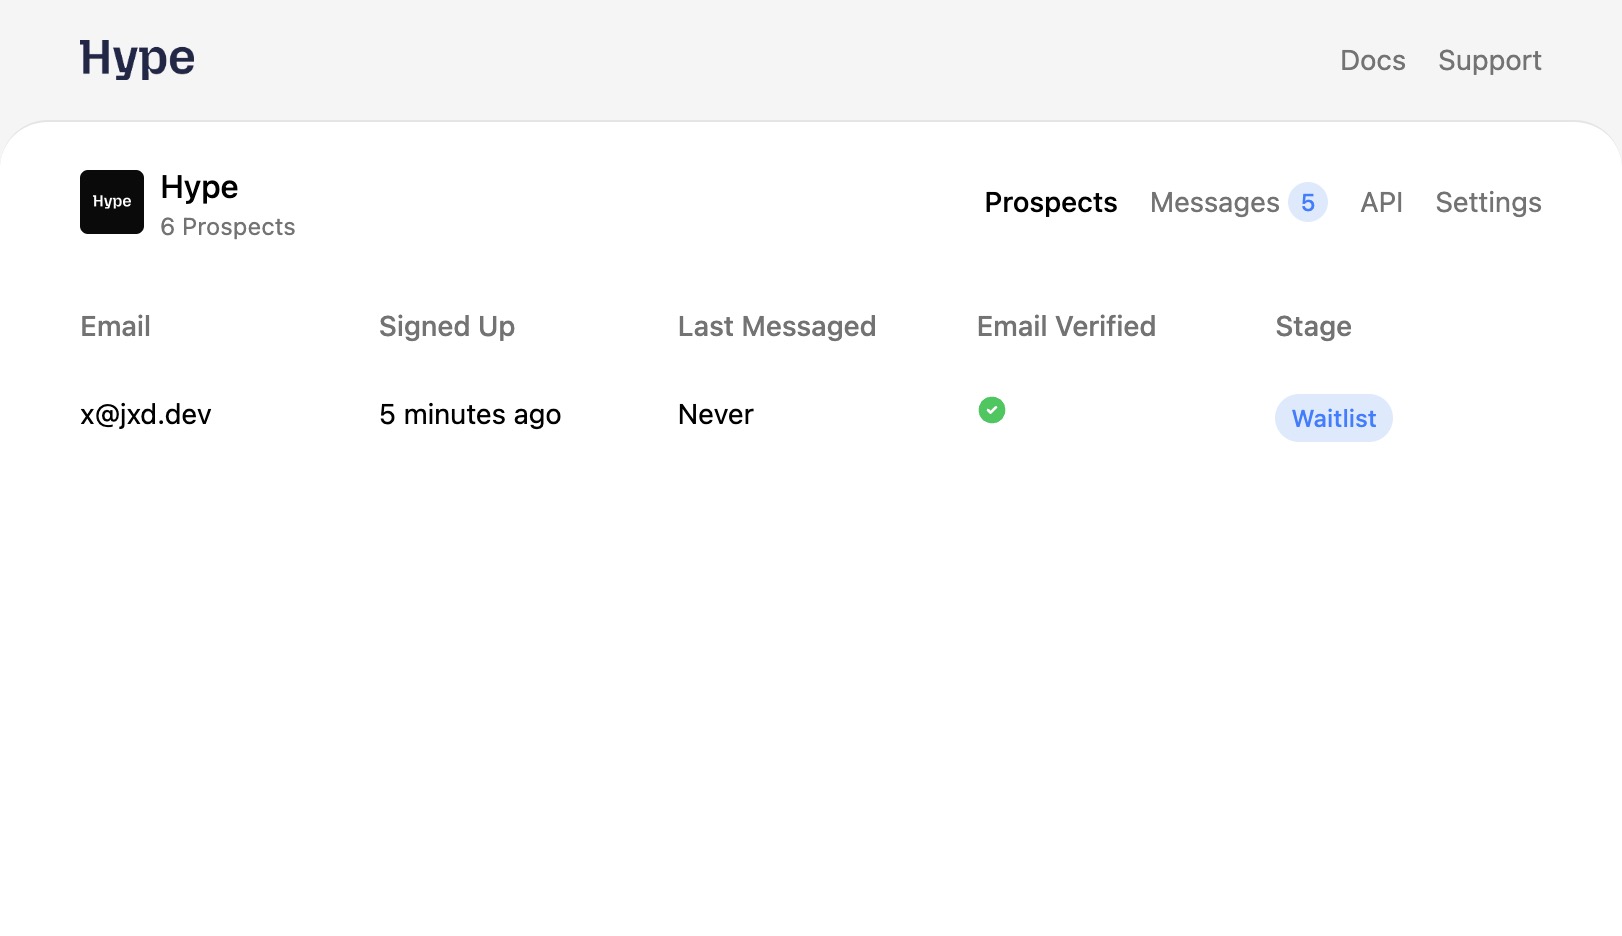 Hype
Docs Support
Hype
Hype
6 Prospects
Prospects Messages 5 API Settings
Email Signed Up Last Messaged Email Verified Stage
x@jxd.dev 5 minutes ago Never Waitlist